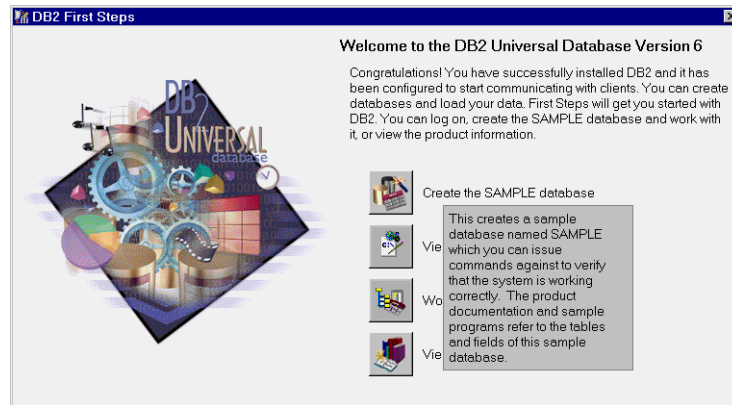 DB2 First Steps
Welcome to the DB2 Universal Database Version 6
Congratulations! You have successfully installed DB2 and it has
been configured to start communicating with clients. You can create
databases and load your data. First Steps will get you started with
DB2. You can log on, create the SAMPLE database and work with
it, or view the product information.
DB2
UNIVERSAL
database
Create the SAMPLE database
This creates a sample
database named SAMPLE
Vie which you can issue
commands against to verify
that the system is working
Wo correctly. The product
documentation and sample
programs refer to the tables
Vie and fields of this sample
database.